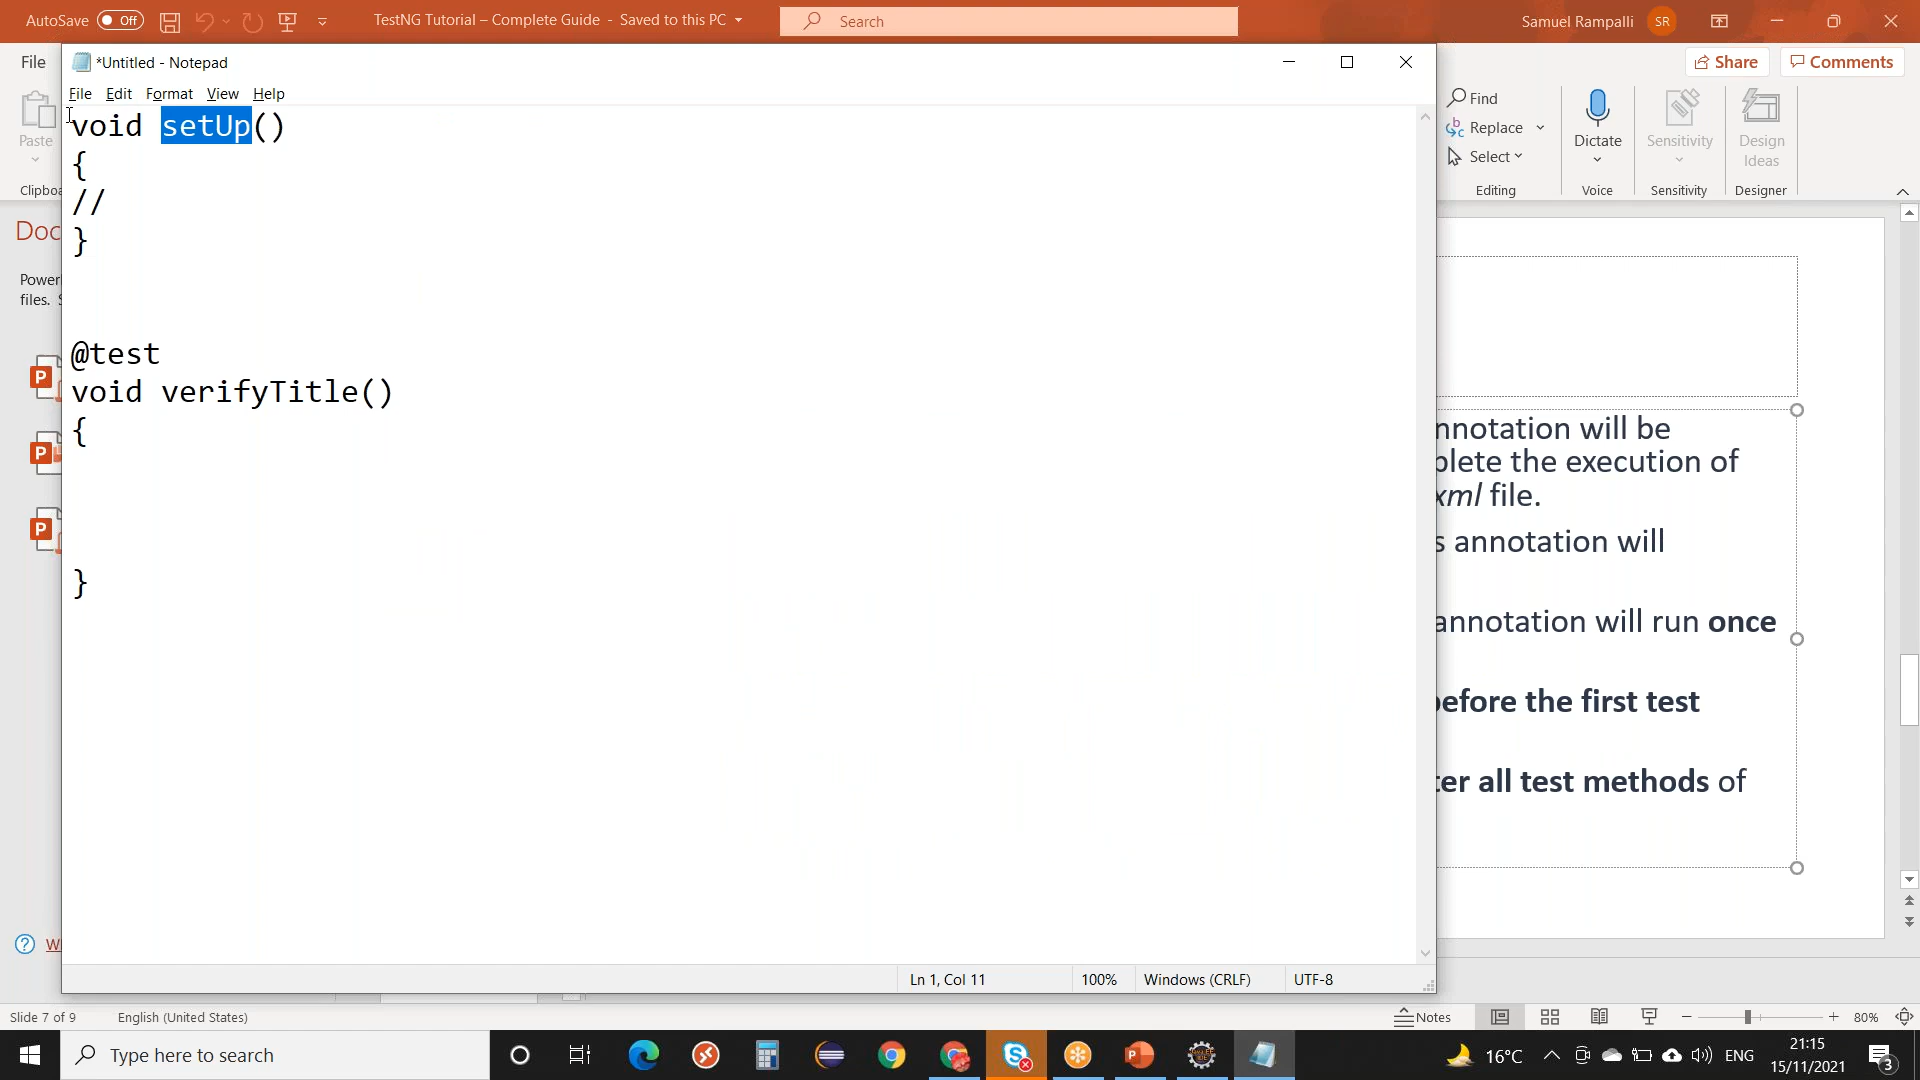 AutoSave Off TestNG Tutorial – Complete Guide - Saved to this PC Search Samuel Rampalli SR
File Share Comments
*Untitled - Notepad
File Edit Format View Help
Paste
Clipboa
Find
Replace
Select
Editing
Dictate
Voice
Sensitivity
Sensitivity
Design
Ideas
Designer
void setUp()
{
//
}
@test
void verifyTitle()
{
}
Doc
Power
files. S
nnotation will be
plete the execution of
xml file.
s annotation will
annotation will run once
before the first test
ter all test methods of
Ln 1, Col 11 100% Windows (CRLF) UTF-8
Slide 7 of 9 English (United States) Notes 80%
Type here to search 16°C ENG 21:15
15/11/2021 3